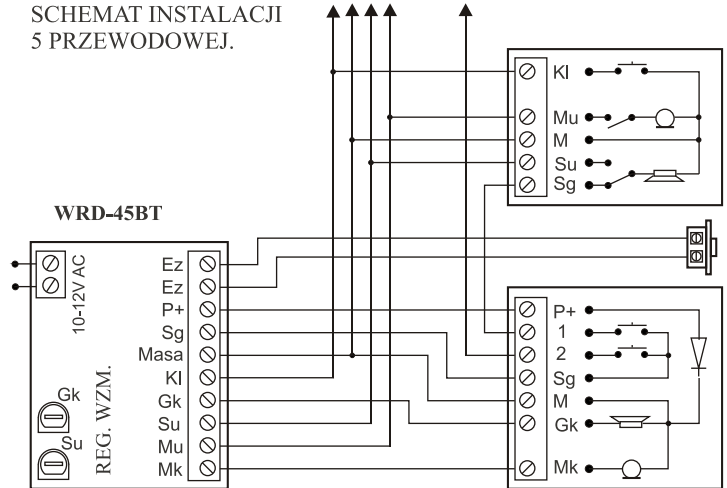 SCHEMAT INSTALACJI
5 PRZEWODOWEJ.
Kl
Mu
M
Su
Sg
WRD-45BT
10-12V AC
REG. WZM.
Gk
Su
Ez
Ez
P+
Sg
Masa
Kl
Gk
Su
Mu
Mk
P+
1
2
Sg
M
Gk
Mk